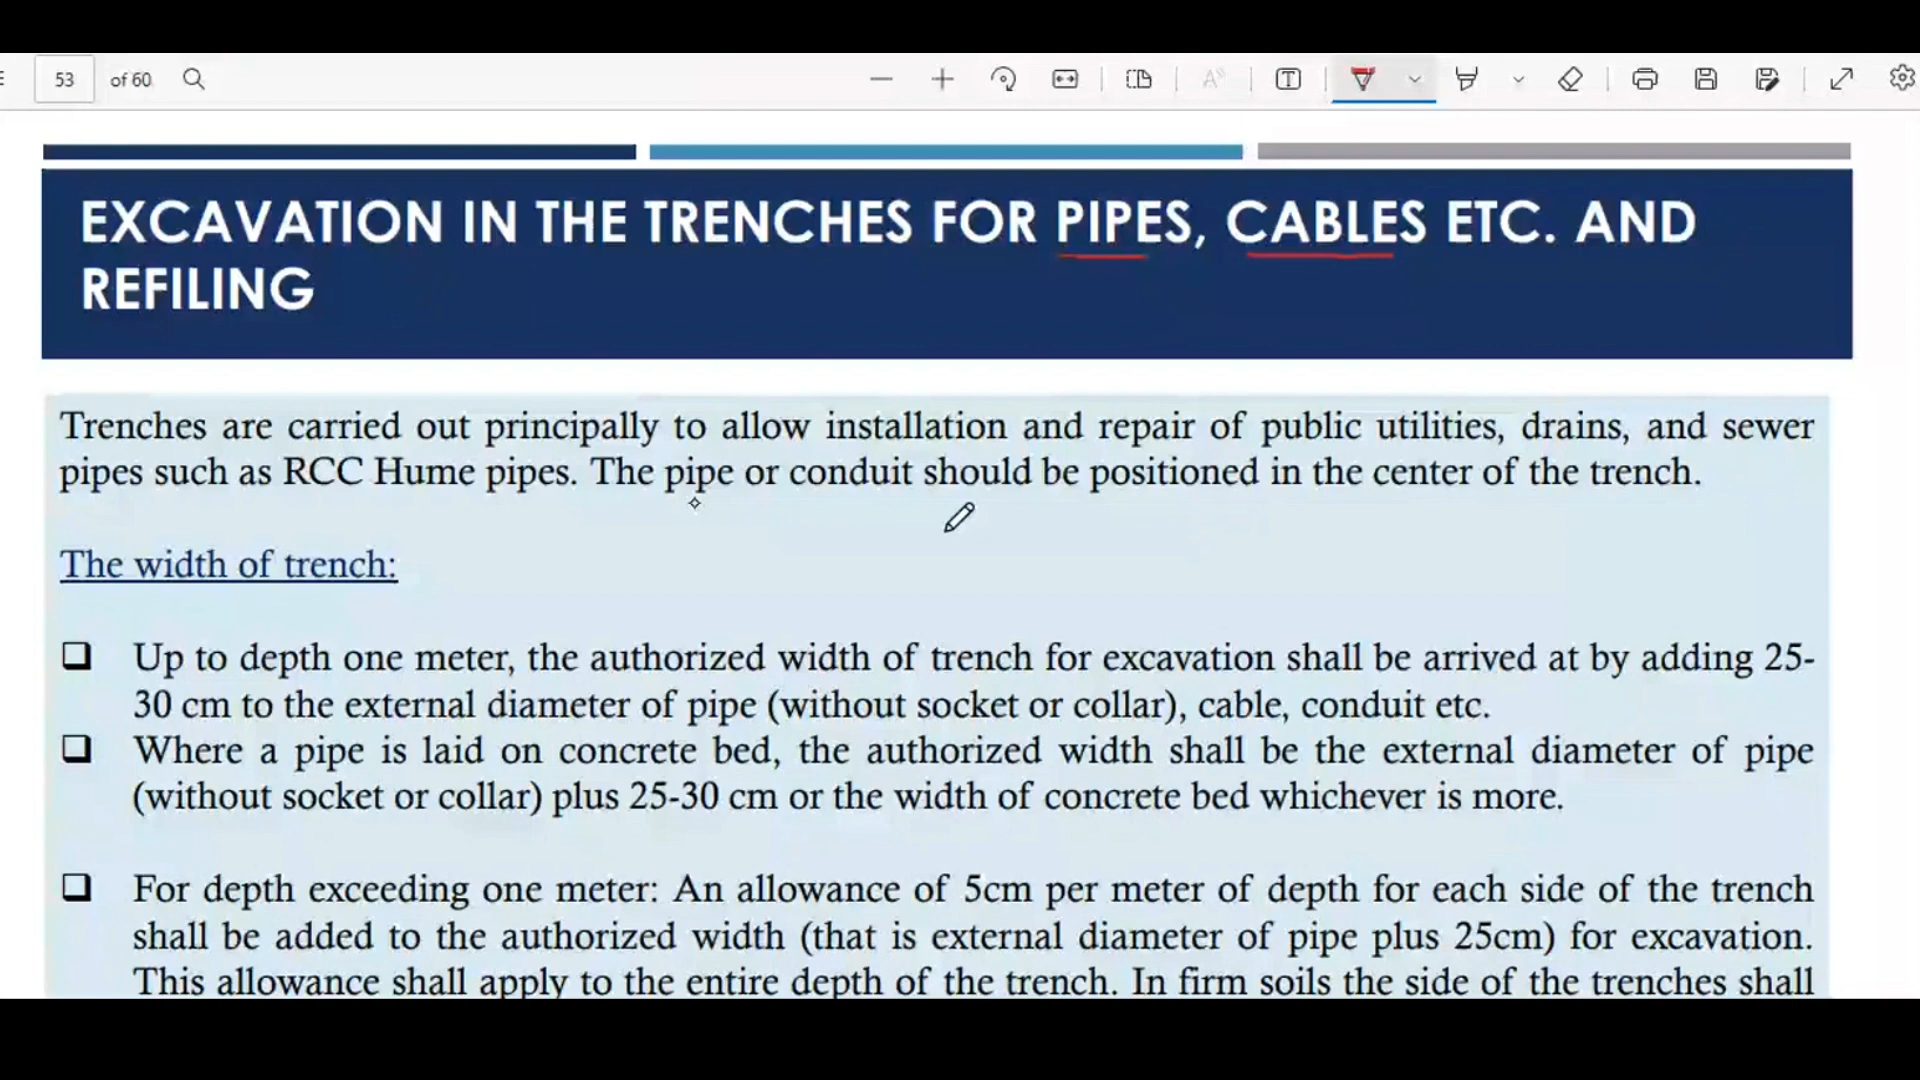 53 of 60
EXCAVATION IN THE TRENCHES FOR PIPES, CABLES ETC. AND
REFILING
Trenches are carried out principally to allow installation and repair of public utilities, drains, and sewer
pipes such as RCC Hume pipes. The pipe or conduit should be positioned in the center of the trench.
The width of trench:
Up to depth one meter, the authorized width of trench for excavation shall be arrived at by adding 25-
30 cm to the external diameter of pipe (without socket or collar), cable, conduit etc.
Where a pipe is laid on concrete bed, the authorized width shall be the external diameter of pipe
(without socket or collar) plus 25-30 cm or the width of concrete bed whichever is more.
For depth exceeding one meter: An allowance of 5cm per meter of depth for each side of the trench
shall be added to the authorized width (that is external diameter of pipe plus 25cm) for excavation.
This allowance shall apply to the entire depth of the trench. In firm soils the side of the trenches shall